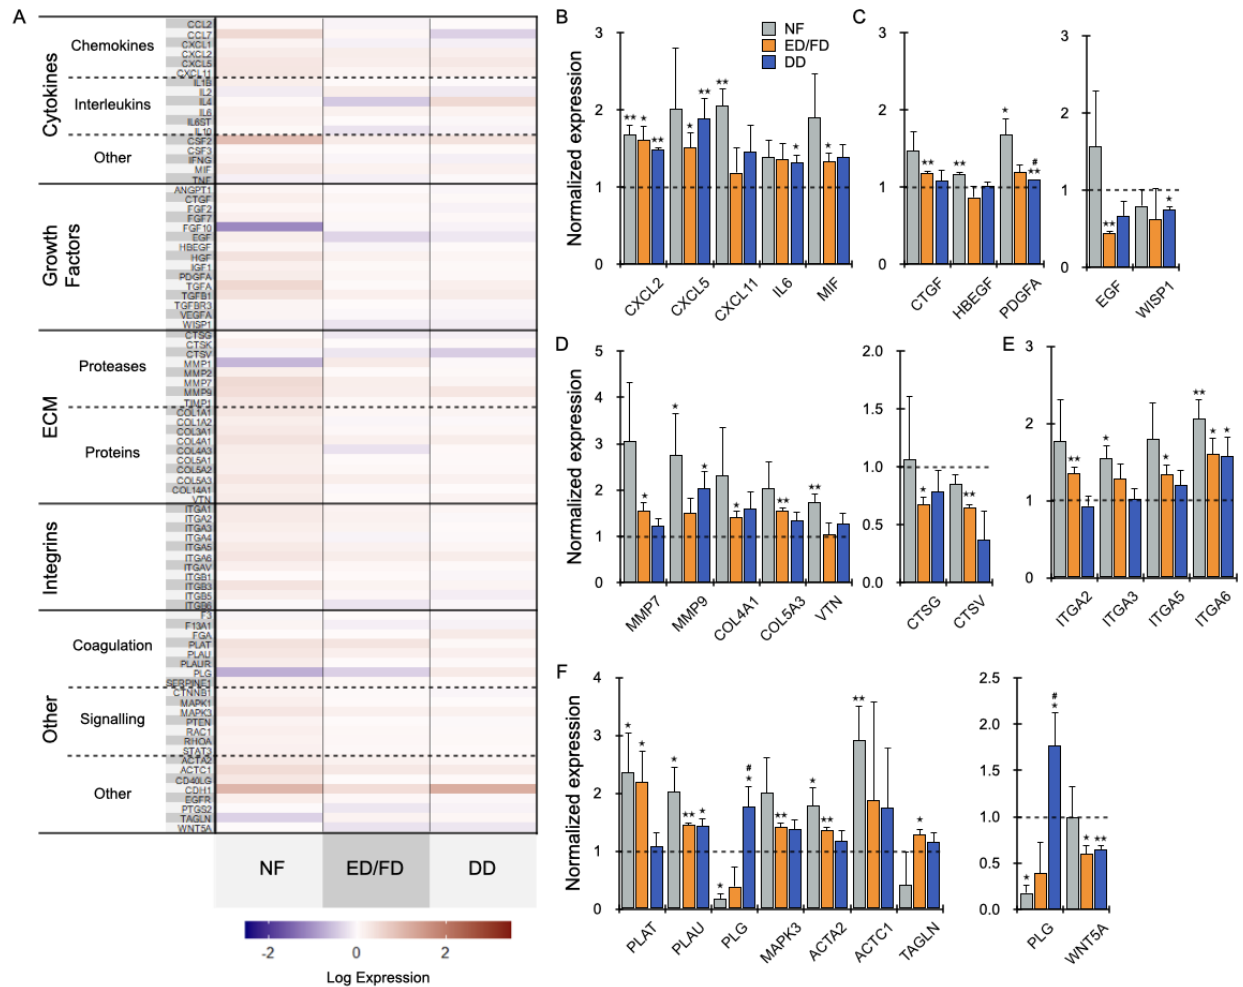 A
Cytokines
Chemokines
CCL2
CCL7
CXCL1
CXCL2
CXCL5
CXCL11
Interleukins
IL1B
IL2
IL4
IL6
IL6ST
IL10
Other
CSF2
CSF3
IFNG
MIF
TNF
Growth
Factors
ANGPT1
CTGF
FGF2
FGF7
FGF10
EGF
HBEGF
HGF
IGF1
PDGFA
TGFA
TGFB1
TGFBR3
VEGFA
WISP1
ECM
Proteases
CTSG
CTSK
CTSV
MMP1
MMP2
MMP7
MMP9
TIMP1
Proteins
COL1A1
COL1A2
COL3A1
COL4A1
COL4A3
COL5A1
COL5A2
COL5A3
COL14A1
VTN
Integrins
ITGA1
ITGA2
ITGA3
ITGA4
ITGA5
ITGA6
ITGAV
ITGB1
ITGB3
ITGB5
ITGB6
Other
Coagulation
F3
F13A1
FGA
PLAT
PLAU
PLAUR
PLG
SERPINE1
Signalling
CTNNB1
MAPK1
MAPK3
PTEN
RAC1
RHOA
STAT3
Other
ACTA2
ACTC1
CD40LG
CDH1
EGFR
PTGS2
TAGLN
WNT5A
NF ED/FD DD
-2 0 2
Log Expression
B
NF
ED/FD
DD
Normalized expression
3
2
1
0
★★ ★ ★★ ★ ★★ ★★ ★ ★
CXCL2 CXCL5 CXCL11 IL6 MIF
C
3
2
1
0
★★ ★★ ★ # ★★
CTGF HBEGF PDGFA
3
2
1
0
★★ ★
EGF WISP1
D
Normalized expression
5
4
3
2
1
0
★ ★ ★ ★ ★★ ★★
MMP7 MMP9 COL4A1 COL5A3 VTN
2.0
1.5
1.0
0.5
0.0
★ ★★
CTSG CTSV
E
3
2
1
0
★★ ★ ★ ★★ ★ ★
ITGA2 ITGA3 ITGA5 ITGA6
F
Normalized expression
4
3
2
1
0
★ ★ ★ ★★ ★ ★ # ★ ★★ ★ ★★ ★★ ★
PLAT PLAU PLG MAPK3 ACTA2 ACTC1 TAGLN
2.5
2.0
1.5
1.0
0.5
0.0
★ # ★ ★ ★★
PLG WNT5A